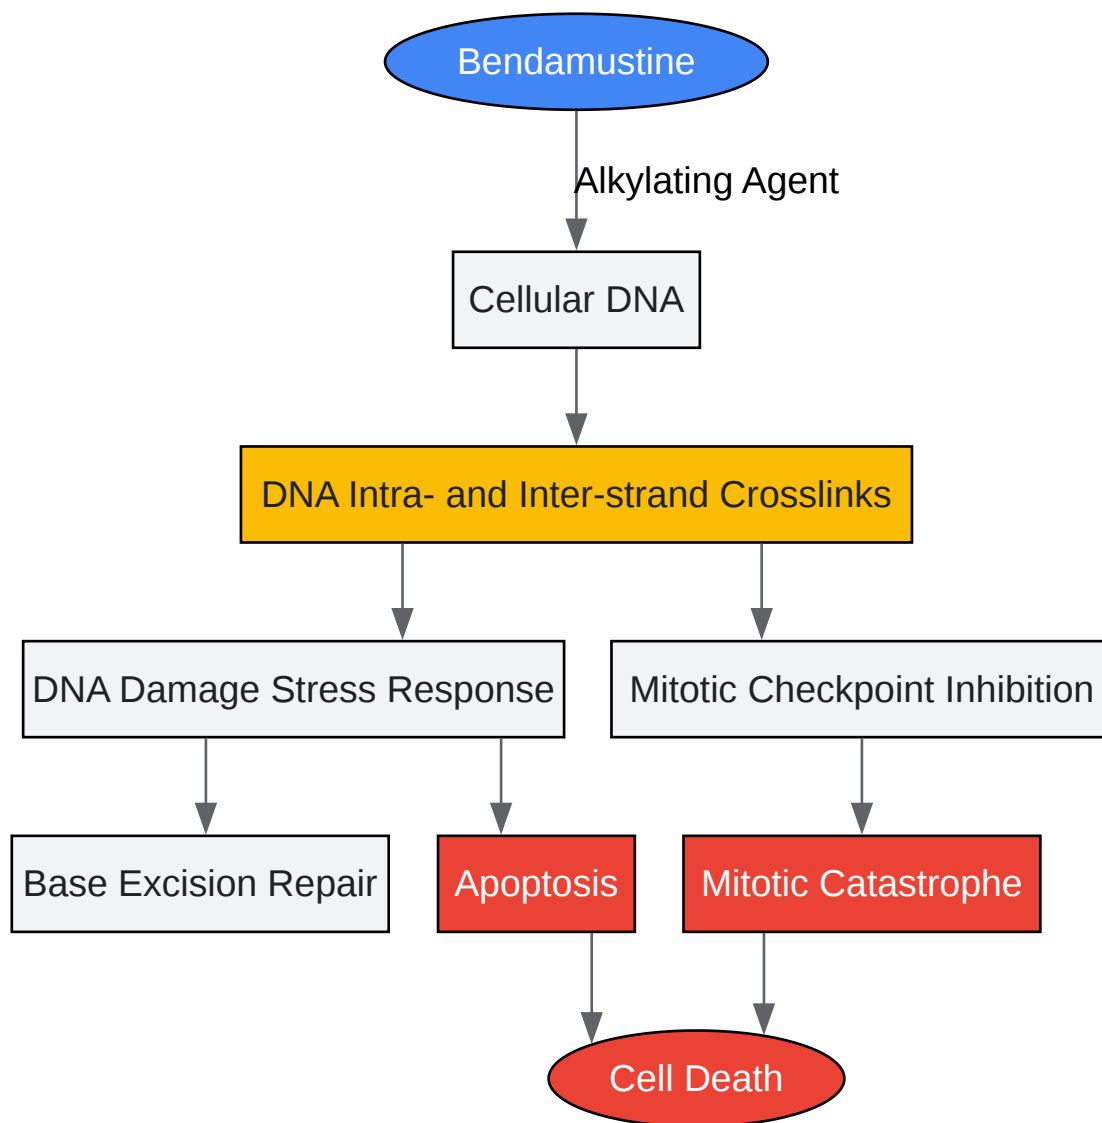 Bendamustine
Alkylating Agent
Cellular DNA
DNA Intra- and Inter-strand Crosslinks
DNA Damage Stress Response
Mitotic Checkpoint Inhibition
Base Excision Repair
Apoptosis
Mitotic Catastrophe
Cell Death